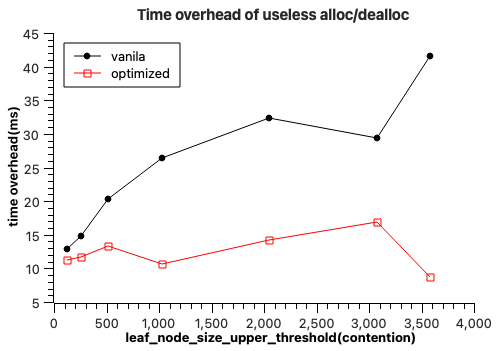 Time overhead of useless alloc/dealloc
45
40
35
30
25
20
15
10
5
time overhead(ms)
vanila
optimized
0 500 1,000 1,500 2,000 2,500 3,000 3,500 4,000
leaf_node_size_upper_threshold(contention)